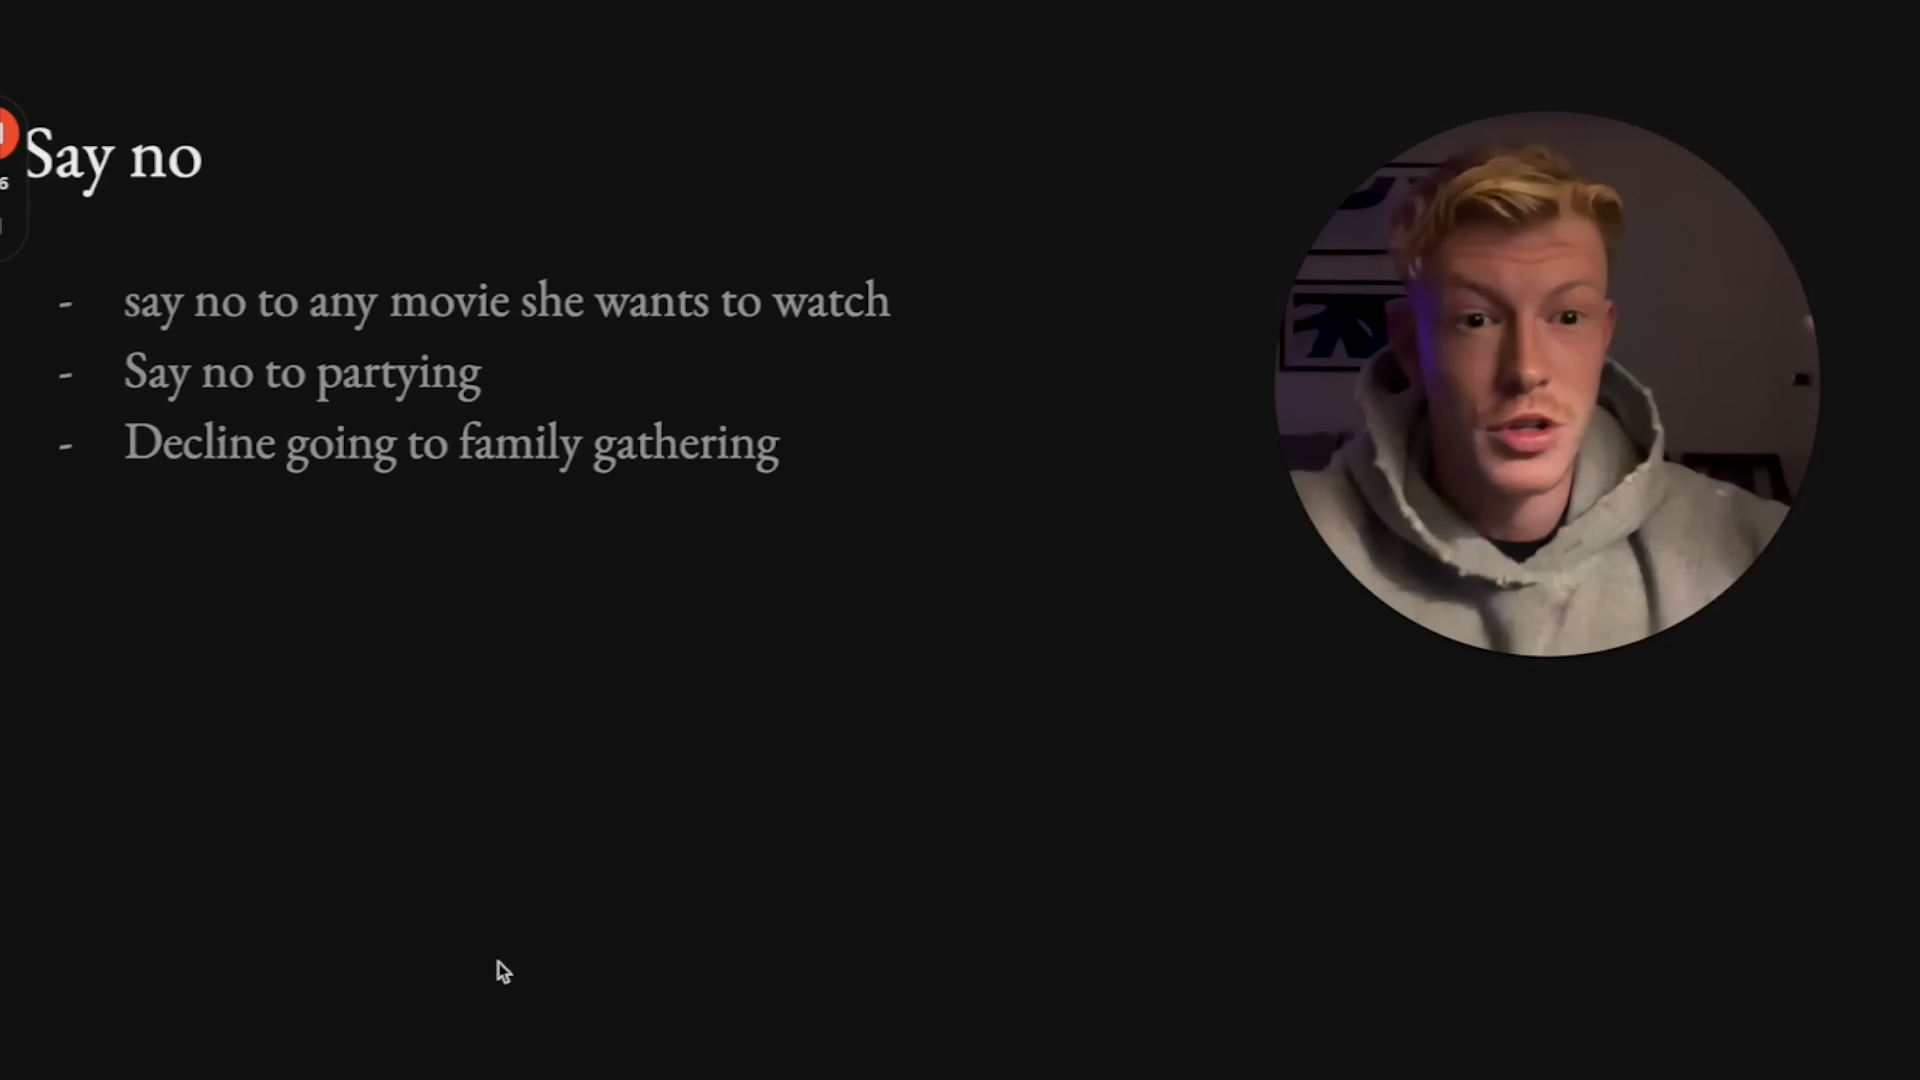 Say no
6
- say no to any movie she wants to watch
- Say no to partying
- Decline going to family gathering